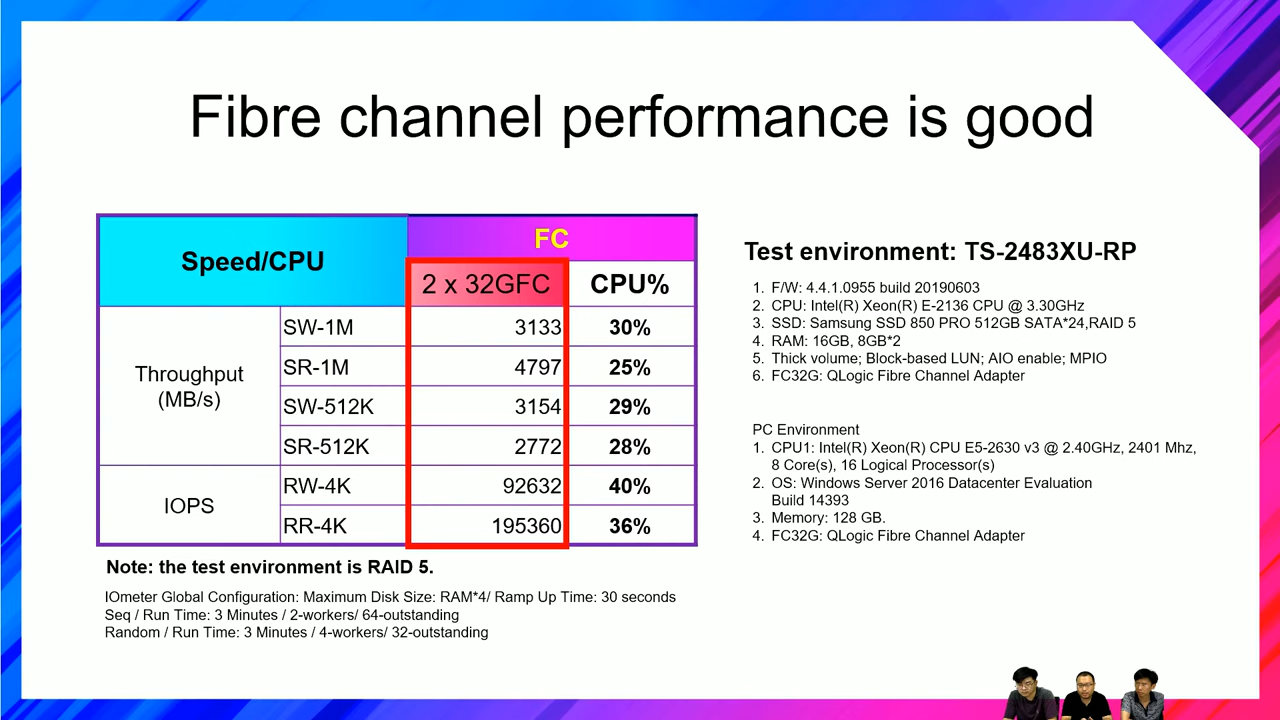 Fibre channel performance is good
Speed/CPU
FC
2 x 32GFC
CPU%
Throughput
(MB/s)
SW-1M 3133 30%
SR-1M 4797 25%
SW-512K 3154 29%
SR-512K 2772 28%
IOPS
RW-4K 92632 40%
RR-4K 195360 36%
Note: the test environment is RAID 5.
IOmeter Global Configuration: Maximum Disk Size: RAM*4/ Ramp Up Time: 30 seconds
Seq / Run Time: 3 Minutes / 2-workers/ 64-outstanding
Random / Run Time: 3 Minutes / 4-workers/ 32-outstanding
Test environment: TS-2483XU-RP
1. F/W: 4.4.1.0955 build 20190603
2. CPU: Intel(R) Xeon(R) E-2136 CPU @ 3.30GHz
3. SSD: Samsung SSD 850 PRO 512GB SATA*24,RAID 5
4. RAM: 16GB, 8GB*2
5. Thick volume; Block-based LUN; AIO enable; MPIO
6. FC32G: QLogic Fibre Channel Adapter
PC Environment
1. CPU1: Intel(R) Xeon(R) CPU E5-2630 v3 @ 2.40GHz, 2401 Mhz,
8 Core(s), 16 Logical Processor(s)
2. OS: Windows Server 2016 Datacenter Evaluation
Build 14393
3. Memory: 128 GB.
4. FC32G: QLogic Fibre Channel Adapter